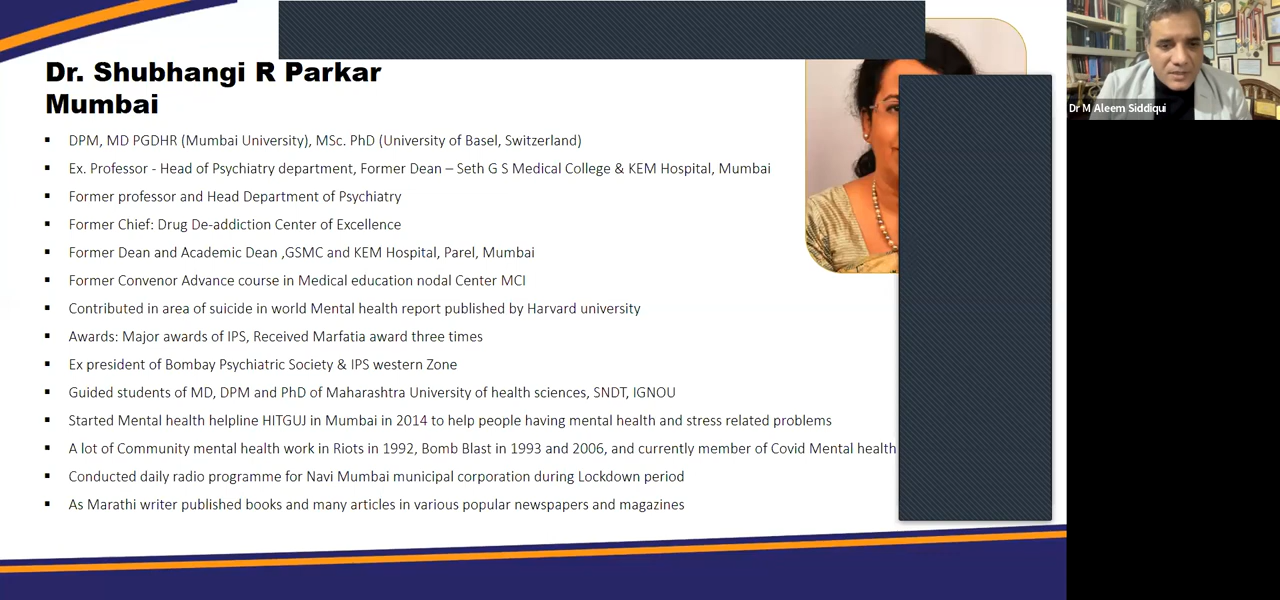 Dr. Shubhangi R Parkar
Mumbai
DPM, MD PGDHR (Mumbai University), MSc. PhD (University of Basel, Switzerland)
Ex. Professor - Head of Psychiatry department, Former Dean – Seth G S Medical College & KEM Hospital, Mumbai
Former professor and Head Department of Psychiatry
Former Chief: Drug De-addiction Center of Excellence
Former Dean and Academic Dean ,GSMC and KEM Hospital, Parel, Mumbai
Former Convenor Advance course in Medical education nodal Center MCI
Contributed in area of suicide in world Mental health report published by Harvard university
Awards: Major awards of IPS, Received Marfatia award three times
Ex president of Bombay Psychiatric Society & IPS western Zone
Guided students of MD, DPM and PhD of Maharashtra University of health sciences, SNDT, IGNOU
Started Mental health helpline HITGUJ in Mumbai in 2014 to help people having mental health and stress related problems
A lot of Community mental health work in Riots in 1992, Bomb Blast in 1993 and 2006, and currently member of Covid Mental health
Conducted daily radio programme for Navi Mumbai municipal corporation during Lockdown period
As Marathi writer published books and many articles in various popular newspapers and magazines
Dr M Aleem Siddiqui